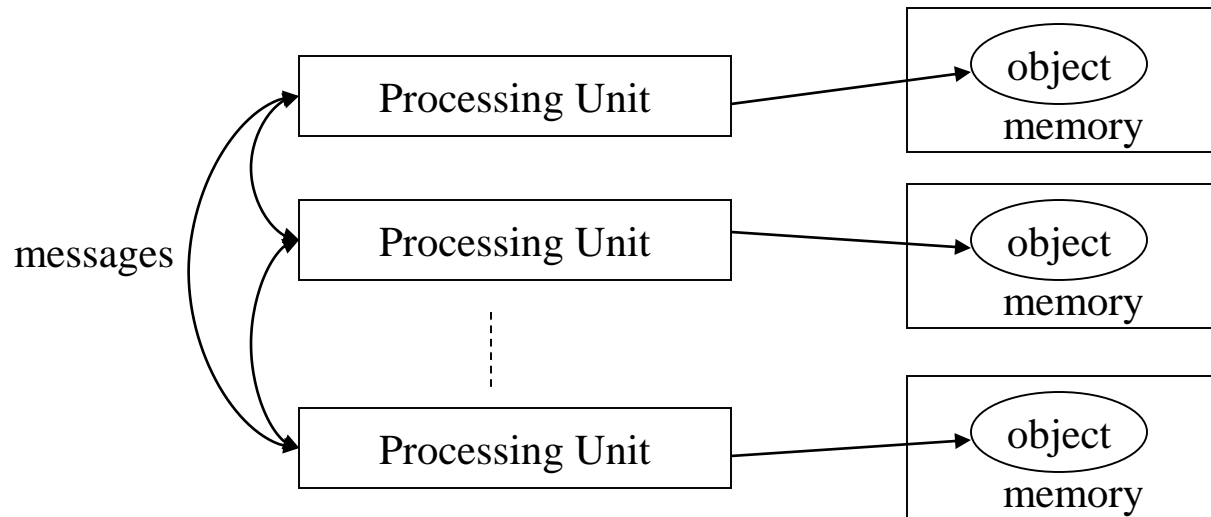 Processing Unit
object
memory
messages
Processing Unit
object
memory
Processing Unit
object
memory